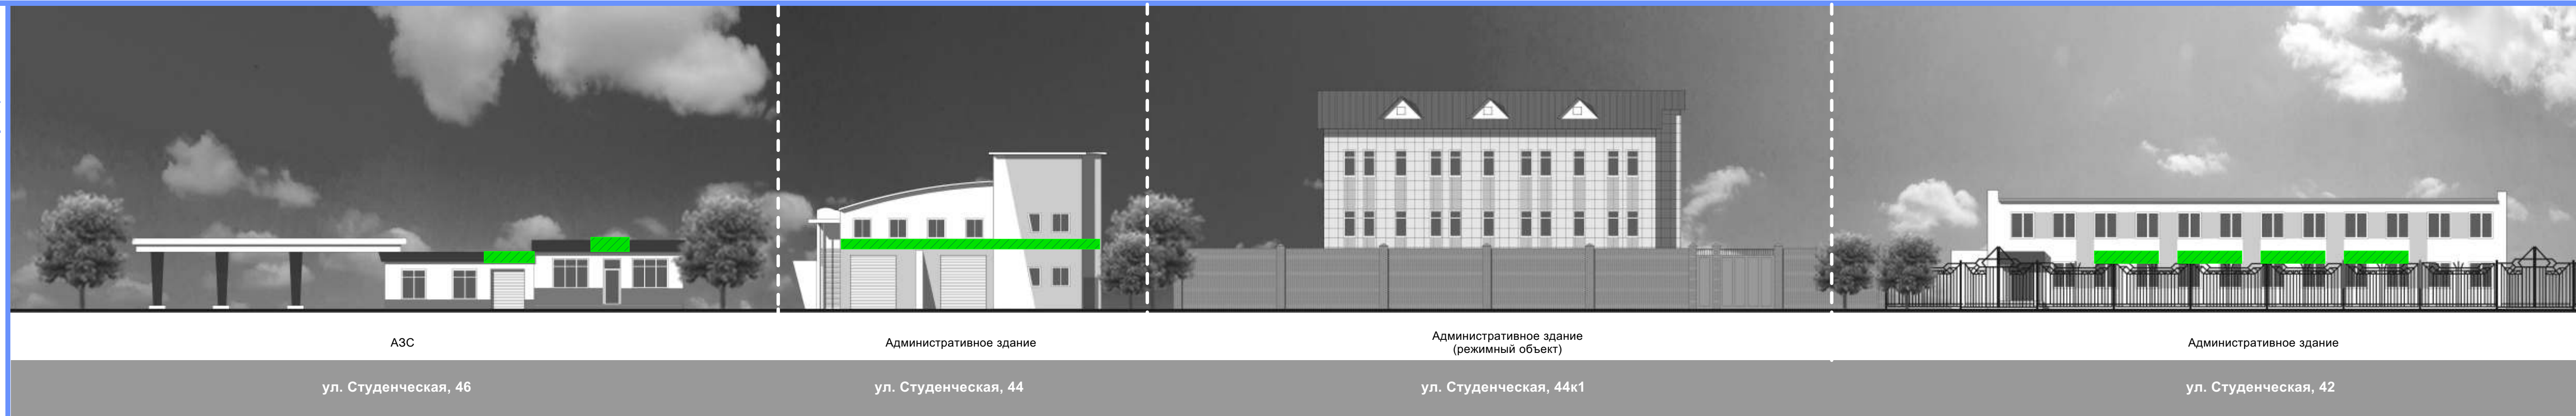 АЗС
Административное здание
Административное здание
(режимный объект)
Административное здание
ул. Студенческая, 46
ул. Студенческая, 44
ул. Студенческая, 44к1
ул. Студенческая, 42